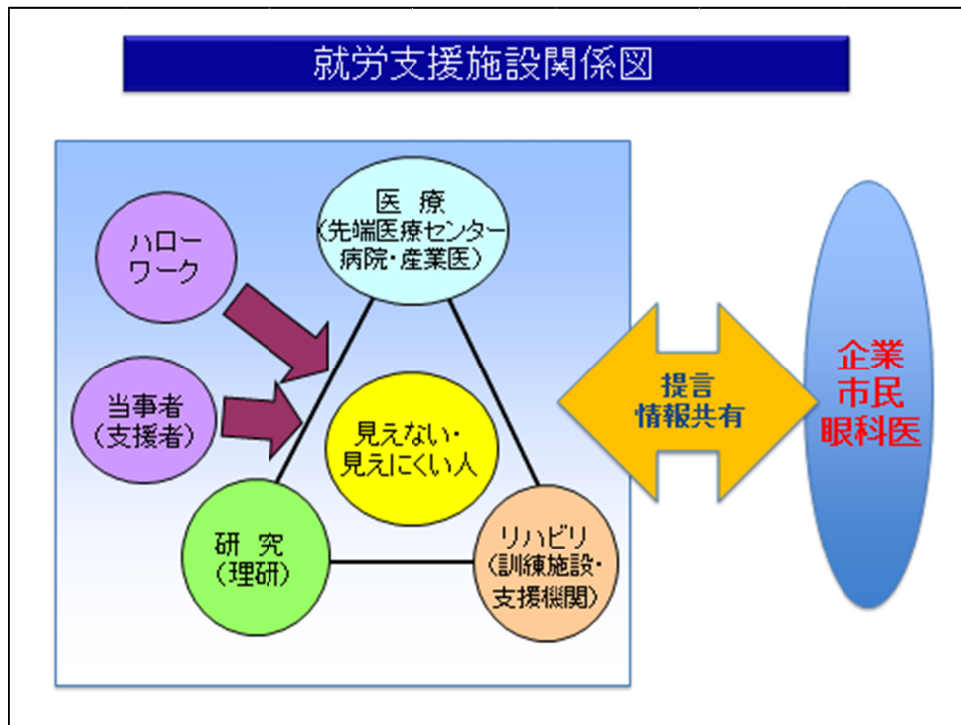 就労支援施設関係図
医 療
(先端医療センター
病院・産業医)
ハロー
ワーク
当事者
(支援者)
見えない・
見えにくい人
研 究
(理研)
リハビリ
(訓練施設・
支援機関)
提言
情報共有
企業
市民
眼科医